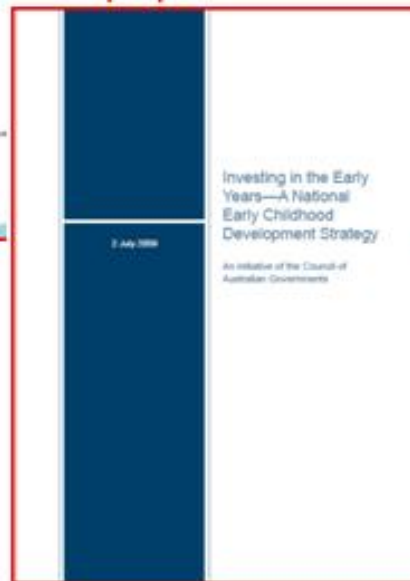 Investing in the Early
Years—A National
Early Childhood
Development Strategy
2 July 2009
An initiative of the Council of
Australian Governments